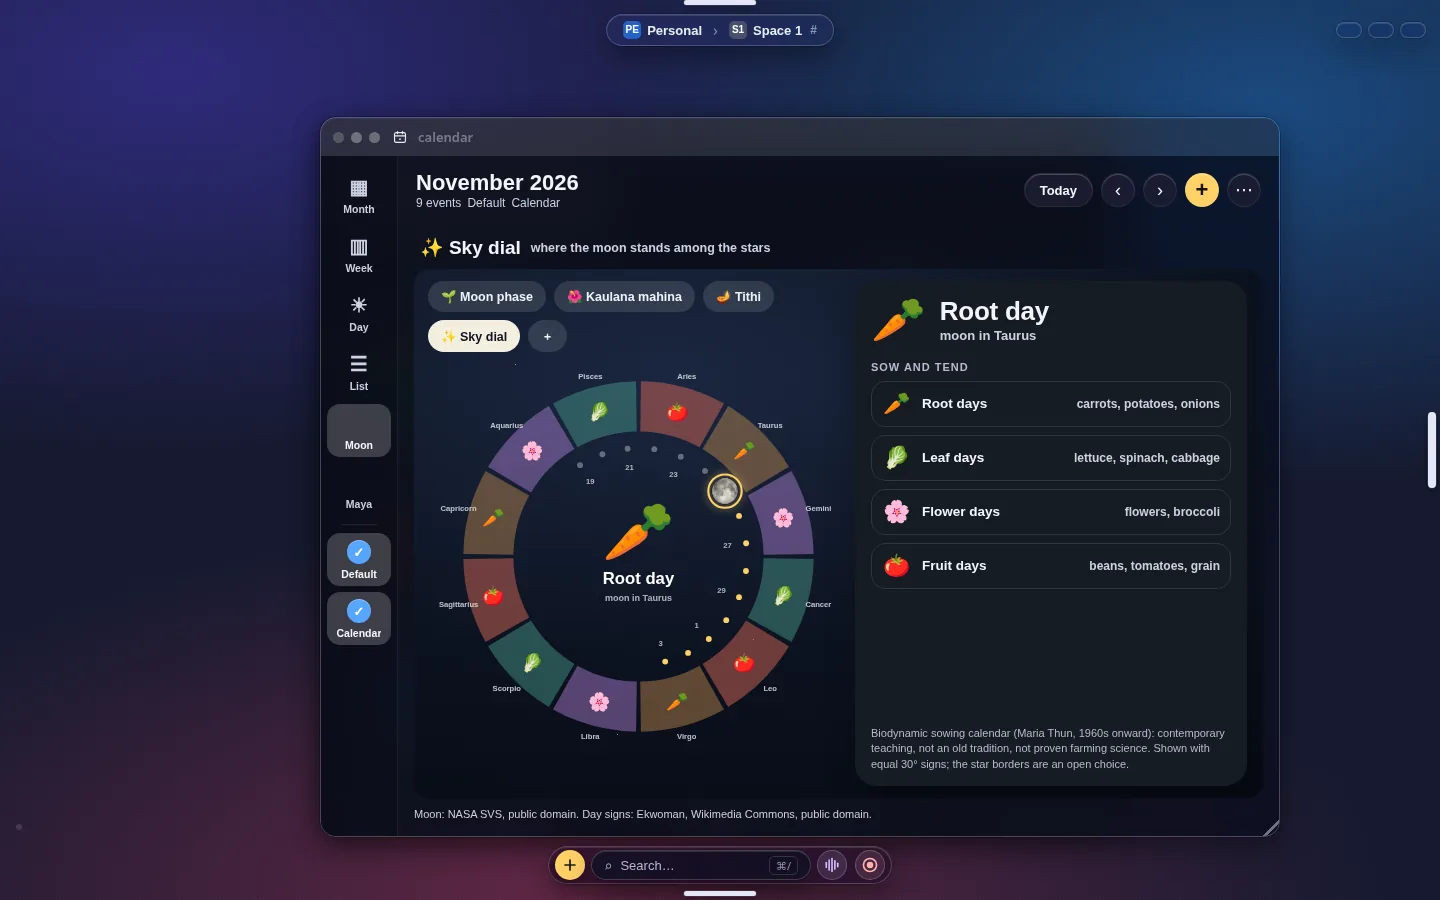 PE Personal › S1 Space 1 #
calendar
November 2026
9 events Default Calendar
Today
Month
Week
Day
List
Moon
Maya
Default
Calendar
✨ Sky dial where the moon stands among the stars
🌱 Moon phase
🌺 Kaulana mahina
🪔 Tithi
✨ Sky dial
+
Pisces
Aries
Aquarius
Taurus
Capricorn
Gemini
Sagittarius
Cancer
Scorpio
Leo
Libra
Virgo
19
21
23
27
29
1
3
Root day
moon in Taurus
Root day
moon in Taurus
SOW AND TEND
Root days carrots, potatoes, onions
Leaf days lettuce, spinach, cabbage
Flower days flowers, broccoli
Fruit days beans, tomatoes, grain
Biodynamic sowing calendar (Maria Thun, 1960s onward): contemporary
teaching, not an old tradition, not proven farming science. Shown with
equal 30° signs; the star borders are an open choice.
Moon: NASA SVS, public domain. Day signs: Ekwoman, Wikimedia Commons, public domain.
Search… ⌘/